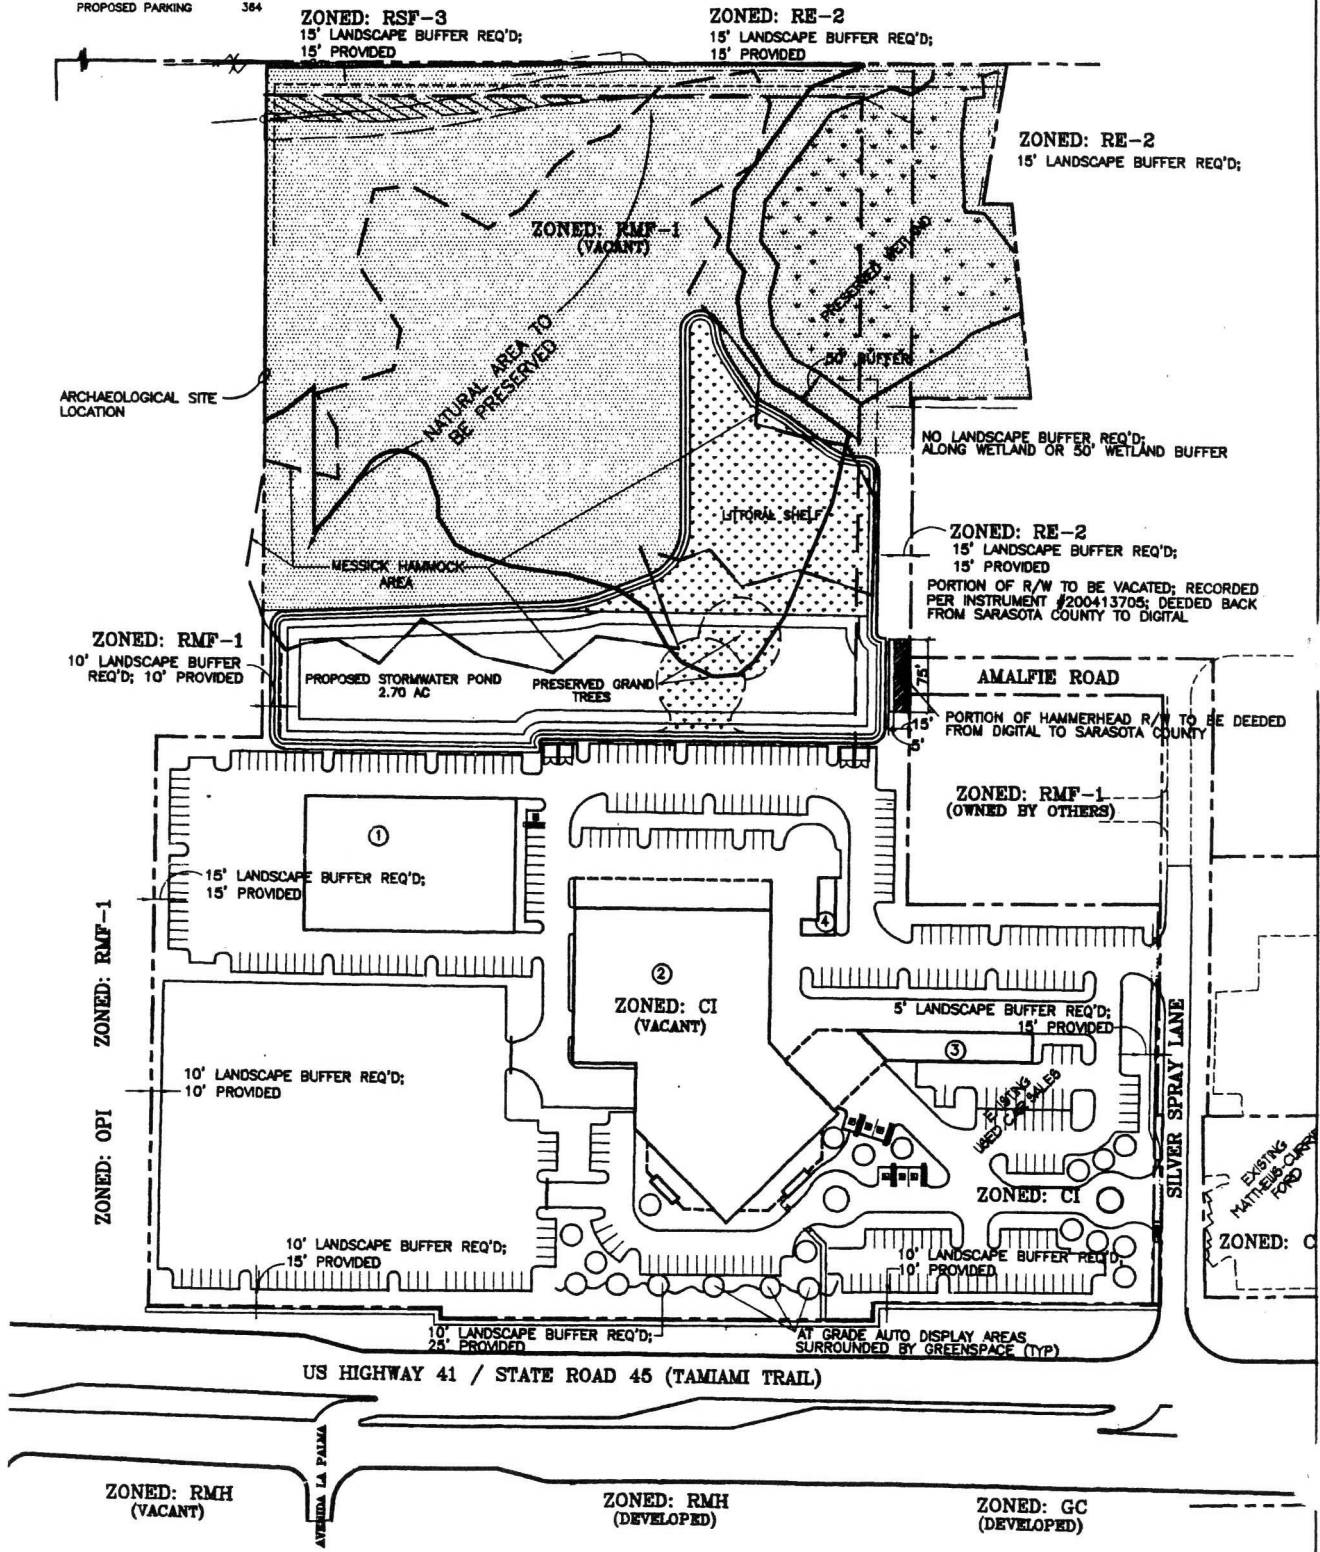 PROPOSED PARKING 364
ZONED: RSF-3
15' LANDSCAPE BUFFER REQ'D;
15' PROVIDED
ZONED: RE-2
15' LANDSCAPE BUFFER REQ'D;
15' PROVIDED
ZONED: RE-2
15' LANDSCAPE BUFFER REQ'D;
ZONED: RMF-1
(VACANT)
PRESERVED WETLAND
NATURAL AREA TO
BE PRESERVED
50' BUFFER
ARCHAEOLOGICAL SITE
LOCATION
NO LANDSCAPE BUFFER REQ'D;
ALONG WETLAND OR 50' WETLAND BUFFER
LITTORAL SHELF
ZONED: RE-2
15' LANDSCAPE BUFFER REQ'D;
15' PROVIDED
MESSICK HAMMOCK
AREA
PORTION OF R/W TO BE VACATED; RECORDED
PER INSTRUMENT #200413705; DEEDED BACK
FROM SARASOTA COUNTY TO DIGITAL
ZONED: RMF-1
10' LANDSCAPE BUFFER
REQ'D; 10' PROVIDED
PROPOSED STORMWATER POND
2.70 AC
PRESERVED GRAND
TREES
75'
AMALFIE ROAD
15'
5'
PORTION OF HAMMERHEAD R/W TO BE DEEDED
FROM DIGITAL TO SARASOTA COUNTY
ZONED: RMF-1
(OWNED BY OTHERS)
1
15' LANDSCAPE BUFFER REQ'D;
15' PROVIDED
4
ZONED: RMF-1
2
ZONED: CI
(VACANT)
5' LANDSCAPE BUFFER REQ'D;
15' PROVIDED
3
EXISTING
USED CAR SALES
SILVER SPRAY LANE
10' LANDSCAPE BUFFER REQ'D;
10' PROVIDED
ZONED: OPI
EXISTING
MATTHEWS-CURRIE
FORD
ZONED: CI
ZONED: C
10' LANDSCAPE BUFFER REQ'D;
15' PROVIDED
10' LANDSCAPE BUFFER REQ'D;
10' PROVIDED
10' LANDSCAPE BUFFER REQ'D;
25' PROVIDED
AT GRADE AUTO DISPLAY AREAS
SURROUNDED BY GREENSPACE (TYP)
US HIGHWAY 41 / STATE ROAD 45 (TAMIAMI TRAIL)
AVENIDA LA PALMA
ZONED: RMH
(VACANT)
ZONED: RMH
(DEVELOPED)
ZONED: GC
(DEVELOPED)